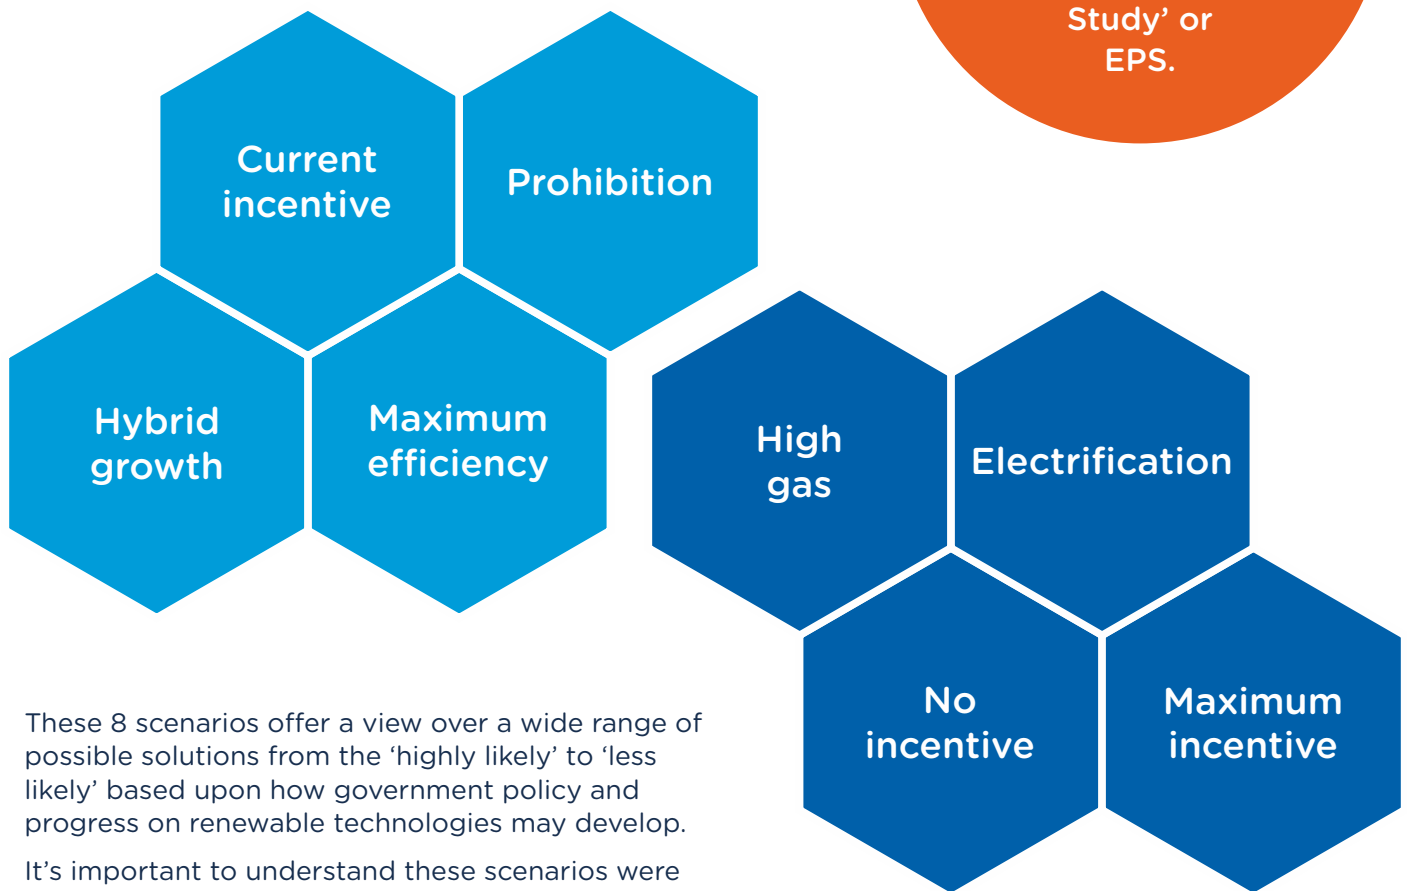 Study’ or
EPS.
Current
incentive
Prohibition
Hybrid
growth
Maximum
efficiency
High
gas
Electrification
No
incentive
Maximum
incentive
These 8 scenarios offer a view over a wide range of
possible solutions from the ‘highly likely’ to ‘less
likely’ based upon how government policy and
progress on renewable technologies may develop.
It’s important to understand these scenarios were